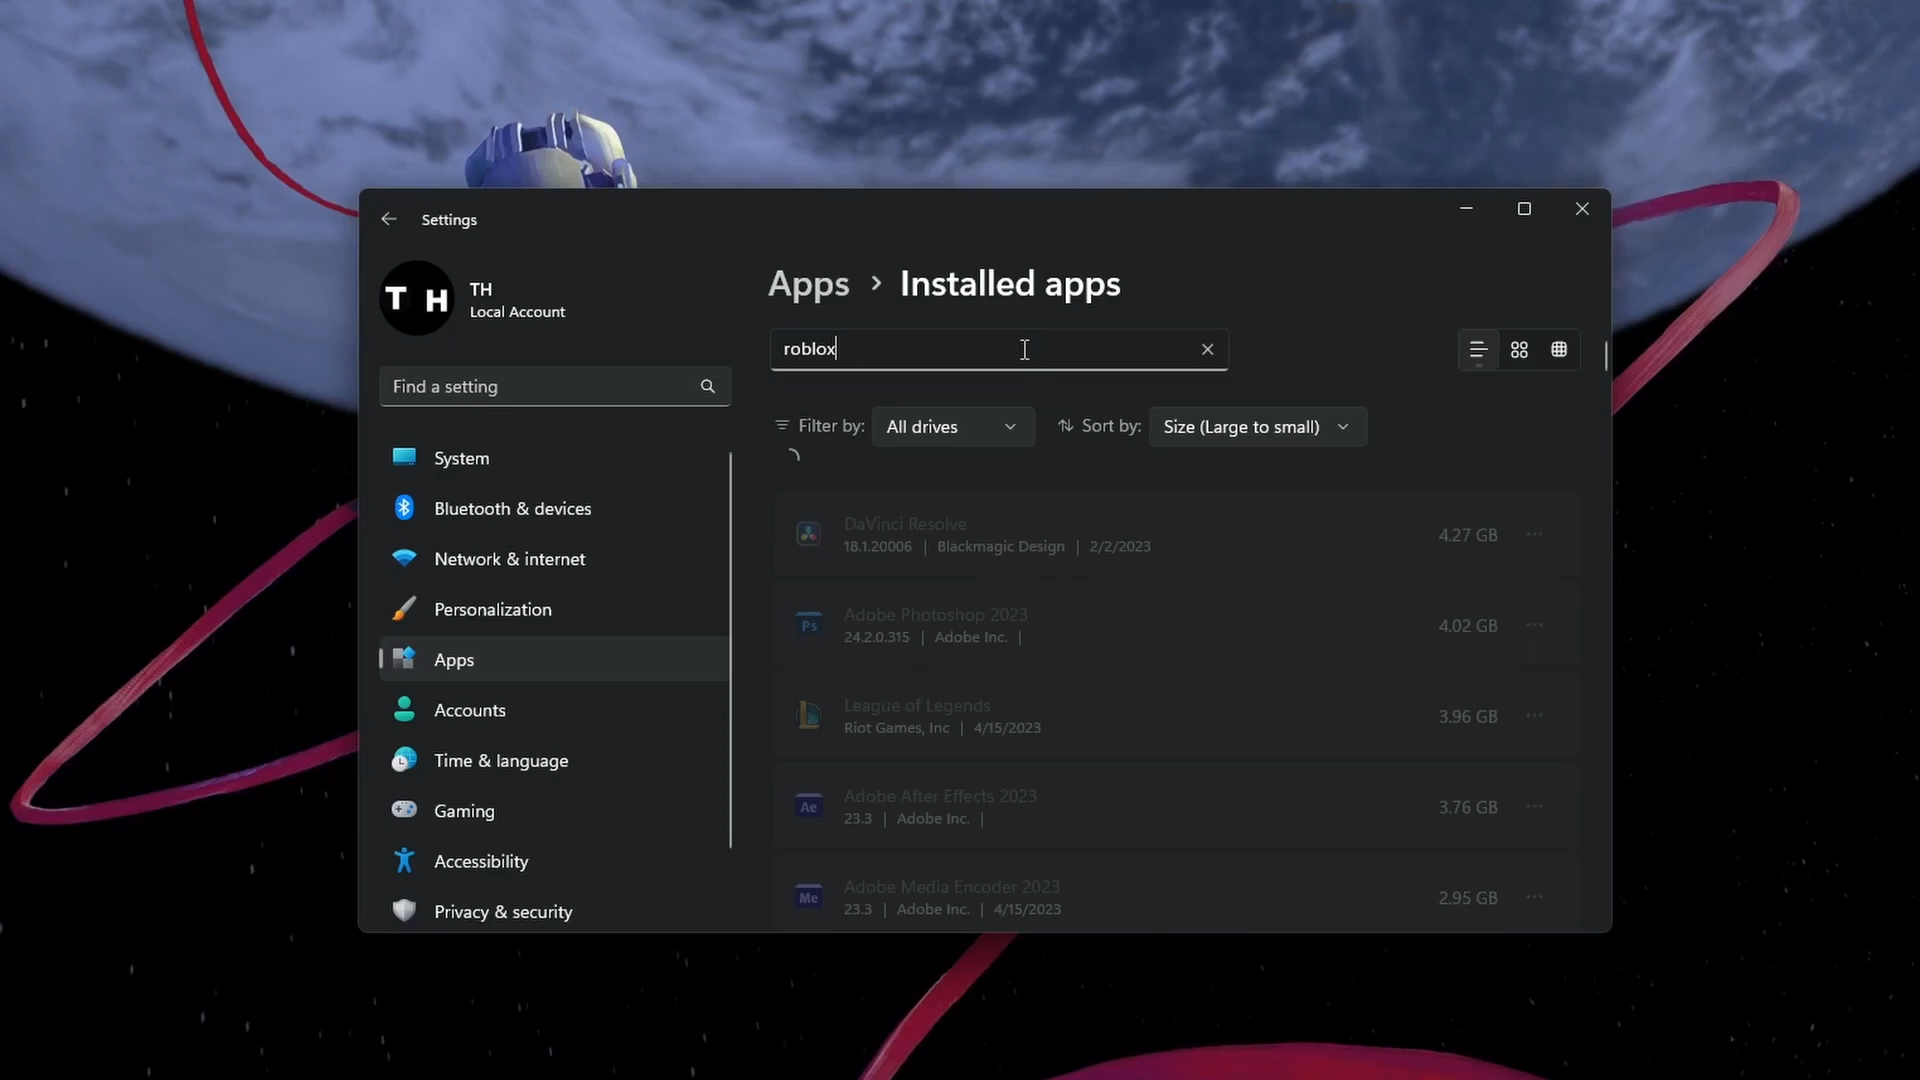 Settings
T H
TH
Local Account
Find a setting
System
Bluetooth & devices
Network & internet
Personalization
Apps
Accounts
Time & language
Gaming
Accessibility
Privacy & security
Apps > Installed apps
roblox
Filter by: All drives
Sort by: Size (Large to small)
DaVinci Resolve
18.1.20006 | Blackmagic Design | 2/2/2023
4.27 GB
Ps
Adobe Photoshop 2023
24.2.0.315 | Adobe Inc. |
4.02 GB
League of Legends
Riot Games, Inc | 4/15/2023
3.96 GB
Ae
Adobe After Effects 2023
23.3 | Adobe Inc. |
3.76 GB
Me
Adobe Media Encoder 2023
23.3 | Adobe Inc. | 4/15/2023
2.95 GB